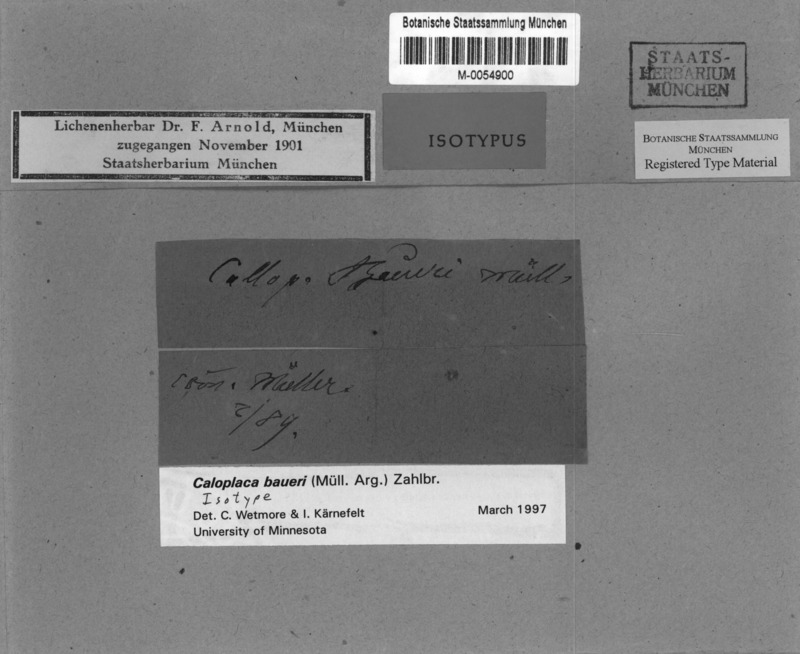 Botanische Staatssammlung München
M-0054900
STAATS-
HERBARIUM
MÜNCHEN
Lichenenherbar Dr. F. Arnold, München
zugegangen November 1901
Staatsherbarium München
ISOTYPUS
BOTANISCHE STAATSSAMMLUNG
MÜNCHEN
Registered Type Material
Callop. Baueri Müll.
Müller.
2/89.
Caloplaca baueri (Müll. Arg.) Zahlbr.
Isotype
Det. C. Wetmore & I. Kärnefelt March 1997
University of Minnesota